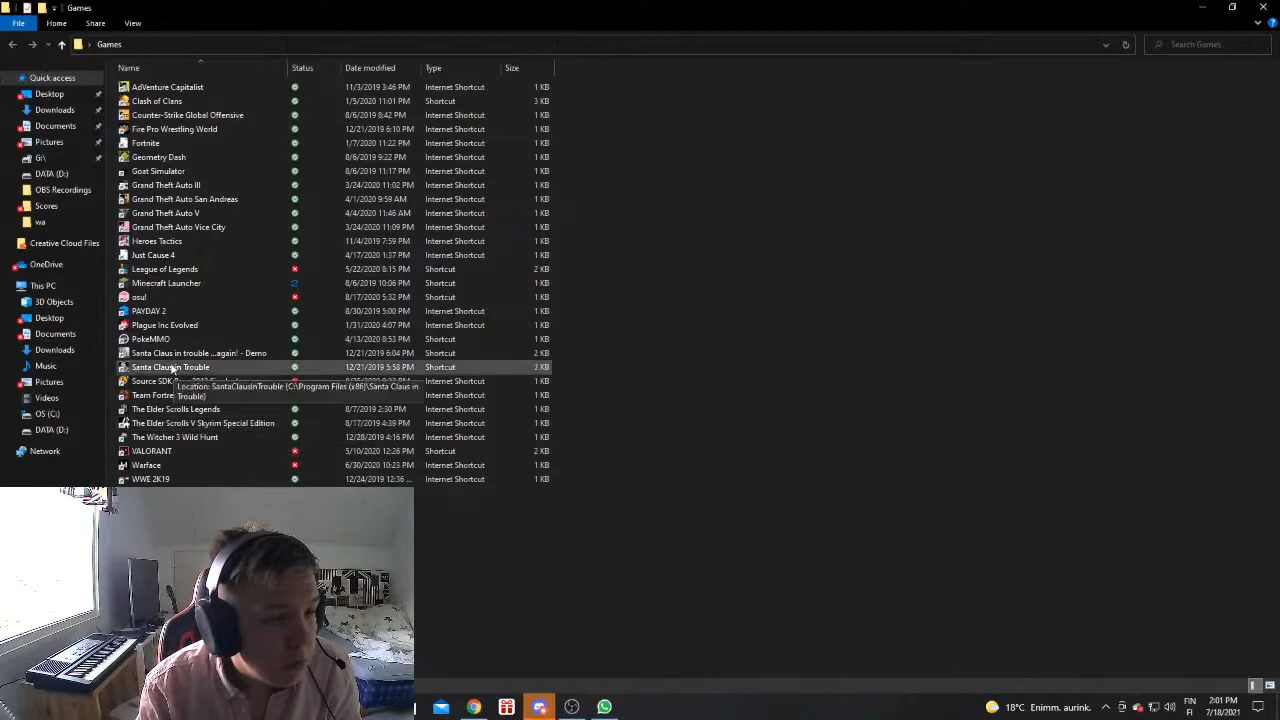 Games
File Home Share View
Games
Search Games
Name Status Date modified Type Size
Quick access
Desktop
Downloads
Documents
Pictures
G:\
DATA (D:)
OBS Recordings
Scores
wa
Creative Cloud Files
OneDrive
This PC
3D Objects
Desktop
Documents
Downloads
Music
Pictures
Videos
OS (C:)
DATA (D:)
Network
AdVenture Capitalist 11/3/2019 3:46 PM Internet Shortcut 1 KB
Clash of Clans 1/5/2020 11:01 PM Shortcut 3 KB
Counter-Strike Global Offensive 8/6/2019 8:42 PM Internet Shortcut 1 KB
Fire Pro Wrestling World 12/21/2019 6:10 PM Internet Shortcut 1 KB
Fortnite 1/7/2020 11:22 PM Internet Shortcut 1 KB
Geometry Dash 8/6/2019 9:22 PM Internet Shortcut 1 KB
Goat Simulator 8/6/2019 11:17 PM Internet Shortcut 1 KB
Grand Theft Auto III 3/24/2020 11:02 PM Internet Shortcut 1 KB
Grand Theft Auto San Andreas 4/1/2020 9:59 AM Internet Shortcut 1 KB
Grand Theft Auto V 4/4/2020 11:46 AM Internet Shortcut 1 KB
Grand Theft Auto Vice City 3/24/2020 11:09 PM Internet Shortcut 1 KB
Heroes Tactics 11/4/2019 7:59 PM Internet Shortcut 1 KB
Just Cause 4 4/17/2020 1:37 PM Internet Shortcut 1 KB
League of Legends 5/22/2020 8:15 PM Shortcut 2 KB
Minecraft Launcher 8/6/2019 10:06 PM Shortcut 1 KB
osu! 8/17/2020 5:32 PM Shortcut 1 KB
PAYDAY 2 8/30/2019 5:00 PM Internet Shortcut 1 KB
Plague Inc Evolved 1/31/2020 4:07 PM Internet Shortcut 1 KB
PokeMMO 4/13/2020 8:53 PM Shortcut 1 KB
Santa Claus in trouble ...again! - Demo 12/21/2019 6:04 PM Shortcut 2 KB
Santa Claus in Trouble 12/21/2019 5:58 PM Shortcut 3 KB
Source SDK Internet Shortcut 1 KB
Location: SantaClausInTrouble (C:\Program Files (x86)\Santa Claus in
Trouble)
Team Fortre Internet Shortcut 1 KB
The Elder Scrolls Legends 8/7/2019 2:30 PM Internet Shortcut 1 KB
The Elder Scrolls V Skyrim Special Edition 8/17/2019 4:39 PM Internet Shortcut 1 KB
The Witcher 3 Wild Hunt 12/28/2019 4:16 PM Internet Shortcut 1 KB
VALORANT 5/10/2020 12:26 PM Shortcut 2 KB
Warface 6/30/2020 10:23 PM Internet Shortcut 1 KB
WWE 2K19 12/24/2019 12:36 ... Internet Shortcut 1 KB
18°C Enimm. aurink.
FIN
FI
2:01 PM
7/18/2021